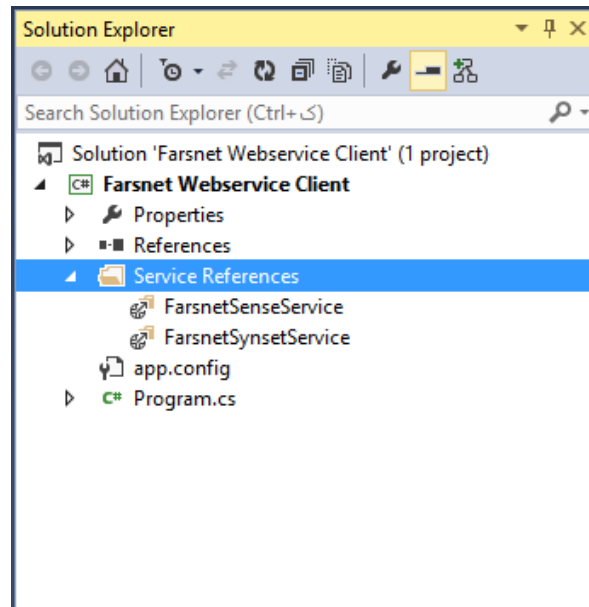 Solution Explorer
Search Solution Explorer (Ctrl+ک)
Solution 'Farsnet Webservice Client' (1 project)
C# Farsnet Webservice Client
Properties
References
Service References
FarsnetSenseService
FarsnetSynsetService
app.config
C# Program.cs